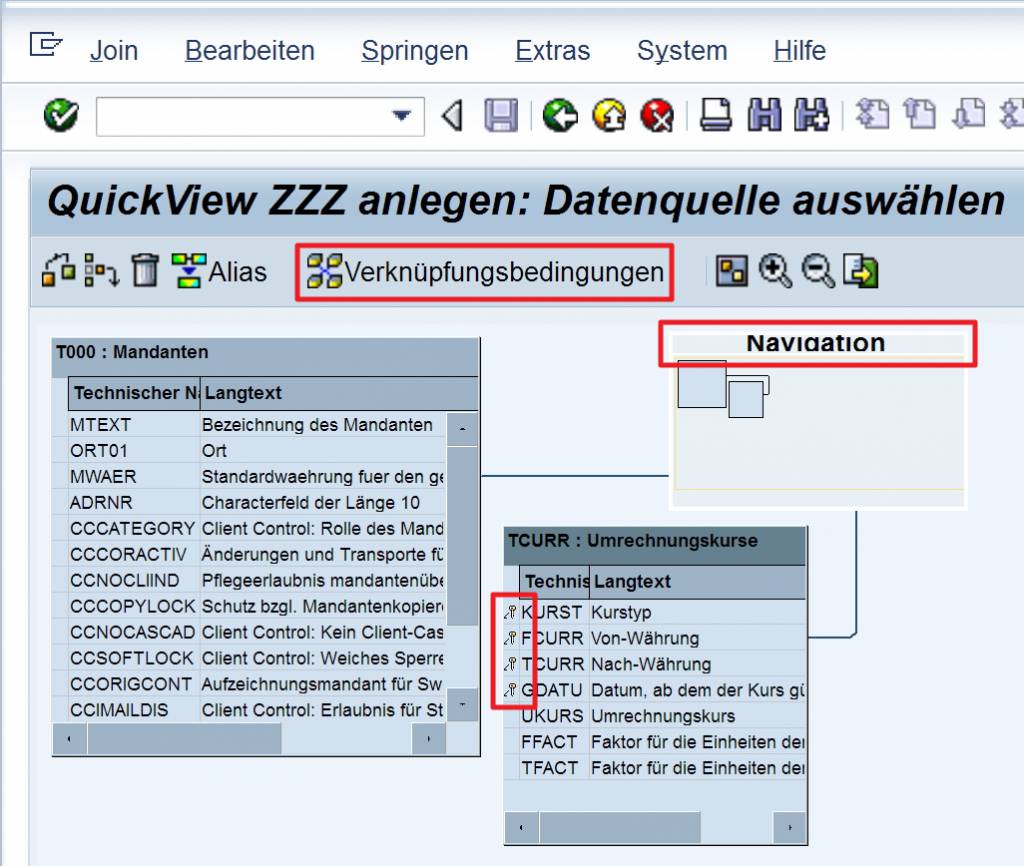 Join Bearbeiten Springen Extras System Hilfe
QuickView ZZZ anlegen: Datenquelle auswählen
Alias Verknüpfungsbedingungen
Navigation
T000 : Mandanten
Technischer Na Langtext
MTEXT Bezeichnung des Mandanten
ORT01 Ort
MWAER Standardwaehrung fuer den ge
ADRNR Characterfeld der Länge 10
CCCATEGORY Client Control: Rolle des Mand
CCCORACTIV Änderungen und Transporte fü
CCNOCLIIND Pflegeerlaubnis mandantenübe
CCCOPYLOCK Schutz bzgl. Mandantenkopiere
CCNOCASCAD Client Control: Kein Client-Cas
CCSOFTLOCK Client Control: Weiches Sperre
CCORIGCONT Aufzeichnungsmandant für Sw
CCIMAILDIS Client Control: Erlaubnis für St
TCURR : Umrechnungskurse
Technis Langtext
KURST Kurstyp
FCURR Von-Währung
TCURR Nach-Währung
GDATU Datum, ab dem der Kurs gü
UKURS Umrechnungskurs
FFACT Faktor für die Einheiten der
TFACT Faktor für die Einheiten der